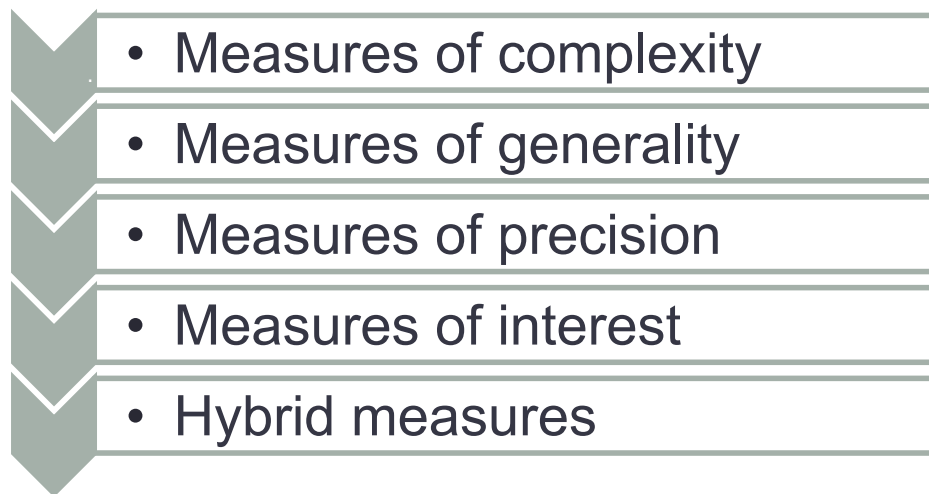 • Measures of complexity
• Measures of generality
• Measures of precision
• Measures of interest
• Hybrid measures